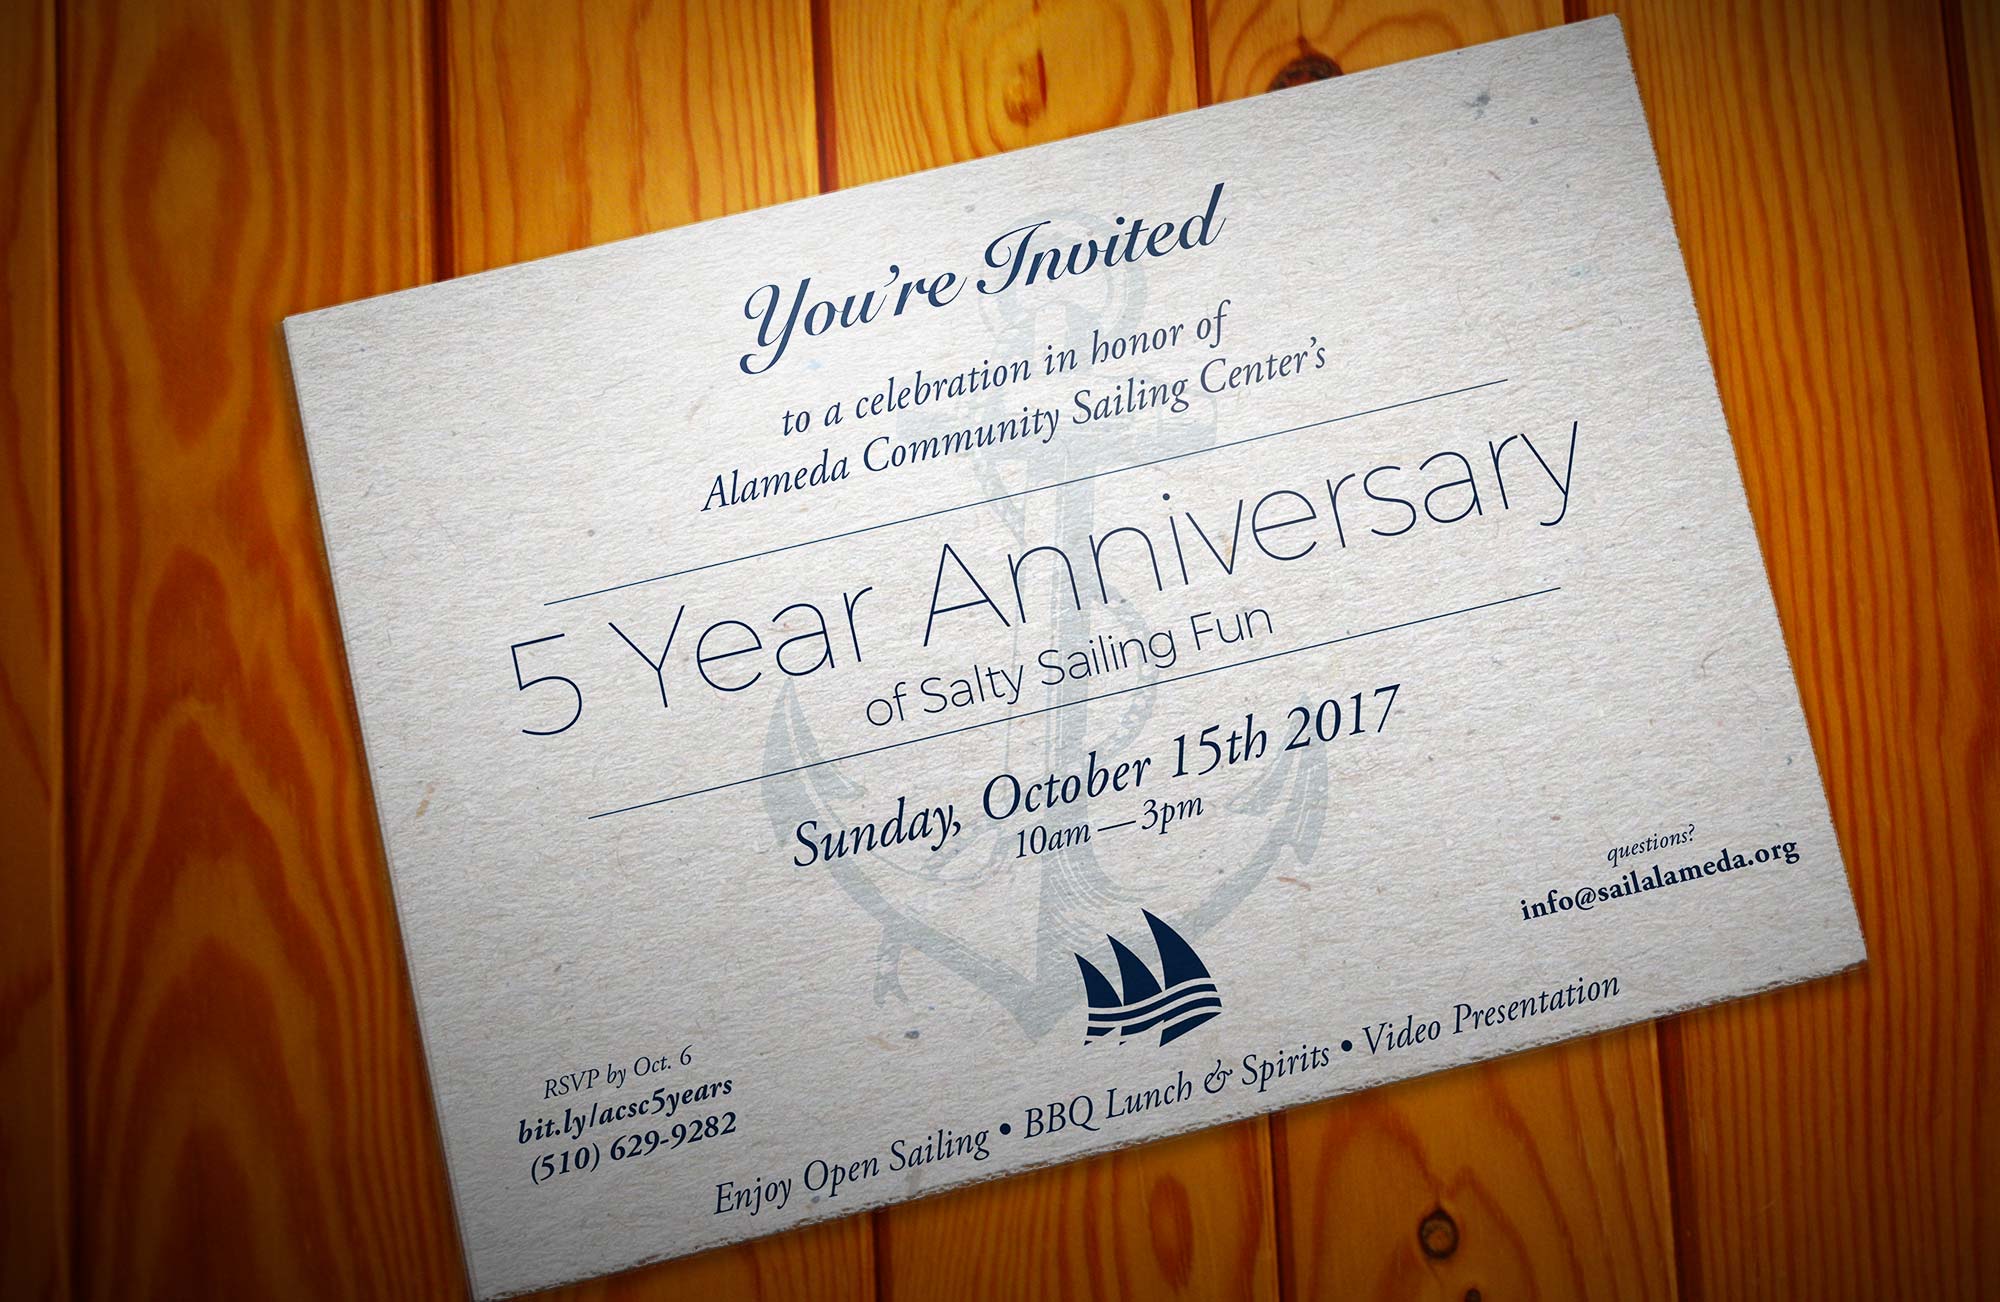 You're Invited
to a celebration in honor of
Alameda Community Sailing Center's
5 Year Anniversary
of Salty Sailing Fun
Sunday, October 15th 2017
10am—3pm
questions?
info@sailalameda.org
RSVP by Oct. 6
bit.ly/acsc5years
(510) 629-9282
Enjoy Open Sailing • BBQ Lunch & Spirits • Video Presentation